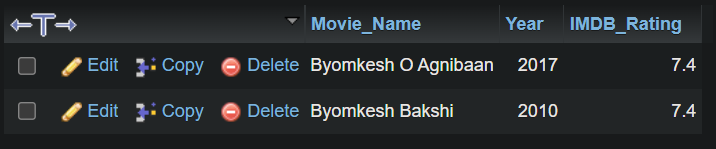 Movie_Name Year IMDB_Rating
Edit Copy Delete Byomkesh O Agnibaan 2017 7.4
Edit Copy Delete Byomkesh Bakshi 2010 7.4